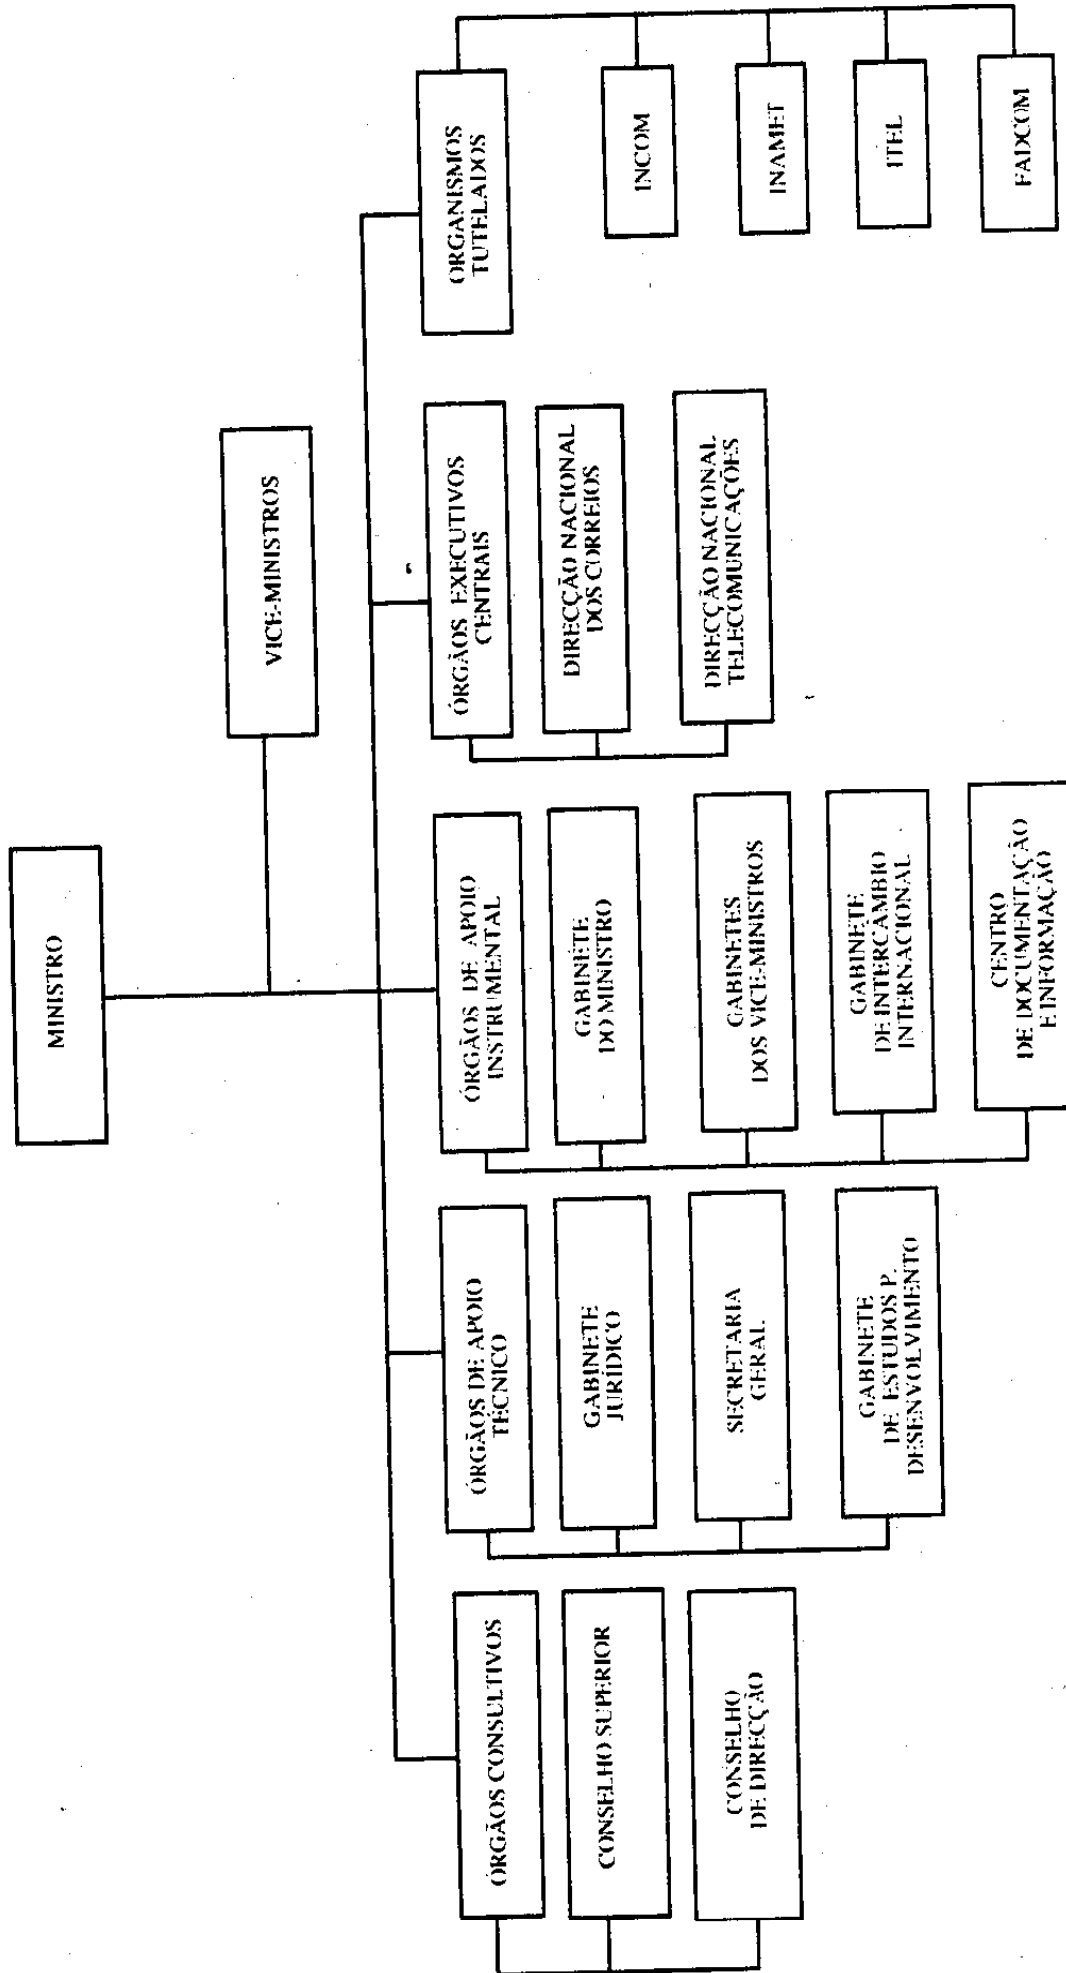 MINISTRO
VICE-MINISTROS
ÓRGÃOS CONSULTIVOS
CONSELHO SUPERIOR
CONSELHO
DE DIRECÇÃO
ÓRGÃOS DE APOIO
TÉCNICO
GABINETE
JURÍDICO
SECRETARIA
GERAL
GABINETE
DE ESTUDOS P.
DESENVOLVIMENTO
ÓRGÃOS DE APOIO
INSTRUMENTAL
GABINETE
DO MINISTRO
GABINETES
DOS VICE-MINISTROS
GABINETE
DE INTERCAMBIO
INTERNACIONAL
CENTRO
DE DOCUMENTAÇÃO
E INFORMAÇÃO
ÓRGÃOS EXECUTIVOS
CENTRAIS
DIRECÇÃO NACIONAL
DOS CORREIOS
DIRECÇÃO NACIONAL
TELECOMUNICAÇÕES
ORGANISMOS
TUTELADOS
INCOM
INAMET
ITEL
FADCOM